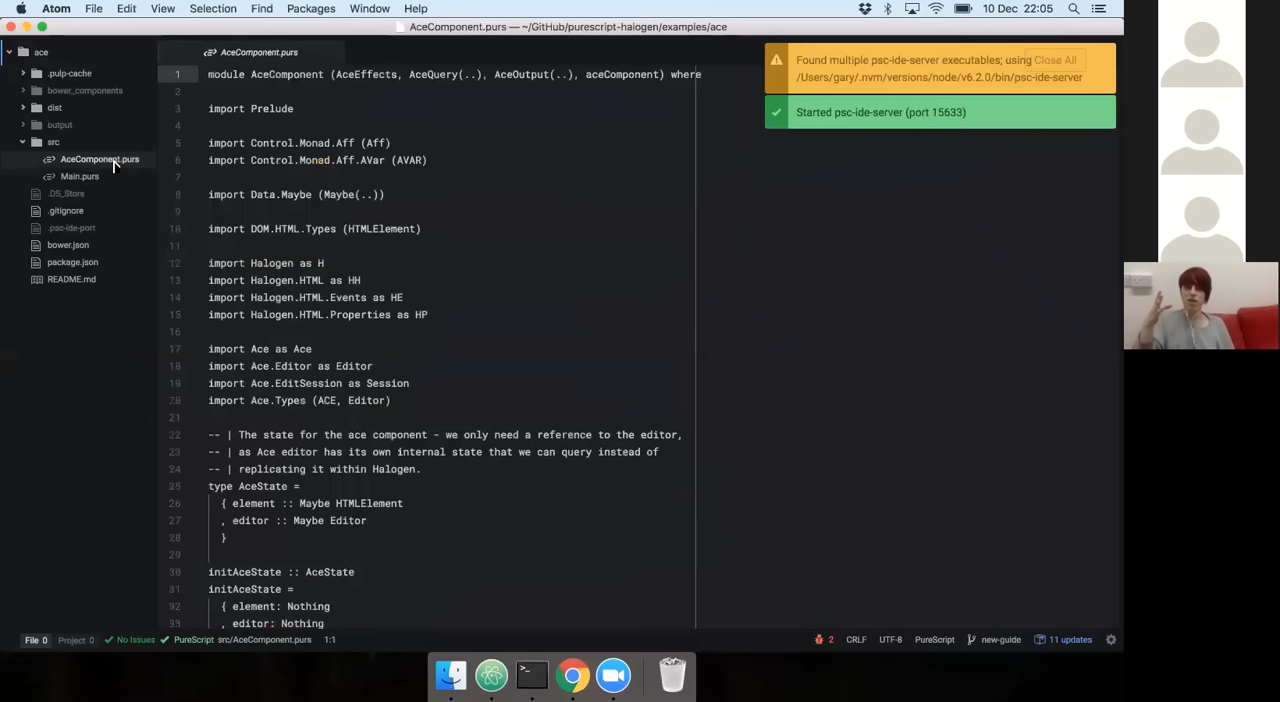 Atom File Edit View Selection Find Packages Window Help 10 Dec 22:05
AceComponent.purs — ~/GitHub/purescript-halogen/examples/ace
ace
.pulp-cache
bower_components
dist
output
src
AceComponent.purs
Main.purs
.DS_Store
.gitignore
.psc-ide-port
bower.json
package.json
README.md
AceComponent.purs
1 module AceComponent (AceEffects, AceQuery(..), AceOutput(..), aceComponent) where
2
3 import Prelude
4
5 import Control.Monad.Aff (Aff)
6 import Control.Monad.Aff.AVar (AVAR)
7
8 import Data.Maybe (Maybe(..))
9
10 import DOM.HTML.Types (HTMLElement)
11
12 import Halogen as H
13 import Halogen.HTML as HH
14 import Halogen.HTML.Events as HE
15 import Halogen.HTML.Properties as HP
16
17 import Ace as Ace
18 import Ace.Editor as Editor
19 import Ace.EditSession as Session
20 import Ace.Types (ACE, Editor)
21
22 -- | The state for the ace component - we only need a reference to the editor,
23 -- | as Ace editor has its own internal state that we can query instead of
24 -- | replicating it within Halogen.
25 type AceState =
26 { element :: Maybe HTMLElement
27 , editor :: Maybe Editor
28 }
29
30 initAceState :: AceState
31 initAceState =
32 { element: Nothing
33 , editor: Nothing
Found multiple psc-ide-server executables; using Close All
/Users/gary/.nvm/versions/node/v6.2.0/bin/psc-ide-server
Started psc-ide-server (port 15633)
File 0 Project 0 No Issues PureScript src/AceComponent.purs 1:1 2 CRLF UTF-8 PureScript new-guide 11 updates